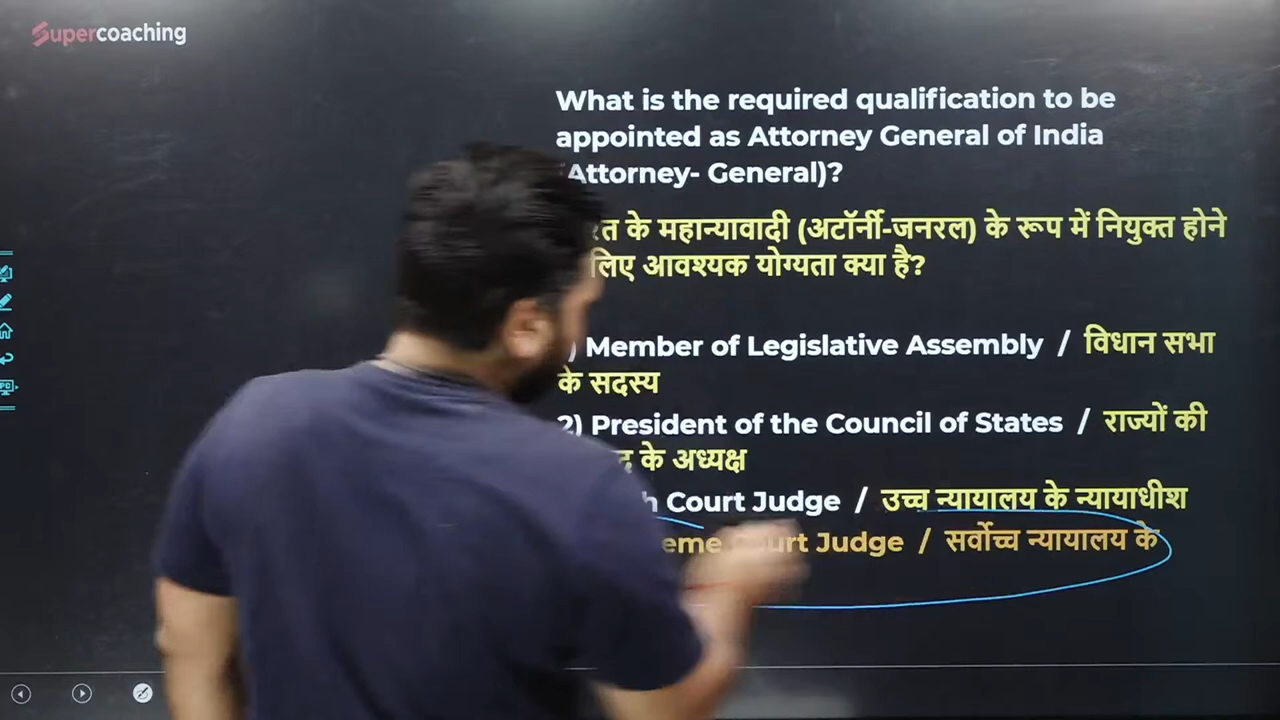 Supercoaching
What is the required qualification to be
appointed as Attorney General of India
Attorney- General)?
के महान्यावादी (अटॉर्नी-जनरल) के रूप में नियुक्त होने
लिए आवश्यक योग्यता क्या है?
) Member of Legislative Assembly / विधान सभा
के सदस्य
2) President of the Council of States / राज्यों की
के अध्यक्ष
Court Judge / उच्च न्यायालय के न्यायाधीश
Judge / सर्वोच्च न्यायालय के